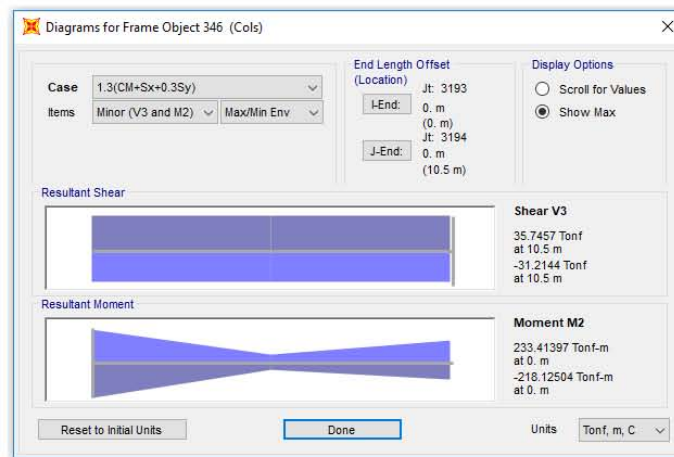 Diagrams for Frame Object 346 (Cols)
Case 1.3(CM+Sx+0.3Sy)
Items Minor (V3 and M2) Max/Min Env
End Length Offset
(Location)
I-End:
Jt: 3193
0. m
(0. m)
J-End:
Jt: 3194
0. m
(10.5 m)
Display Options
Scroll for Values
Show Max
Resultant Shear
Shear V3
35.7457 Tonf
at 10.5 m
-31.2144 Tonf
at 10.5 m
Resultant Moment
Moment M2
233.41397 Tonf-m
at 0. m
-218.12504 Tonf-m
at 0. m
Reset to Initial Units
Done
Units Tonf, m, C